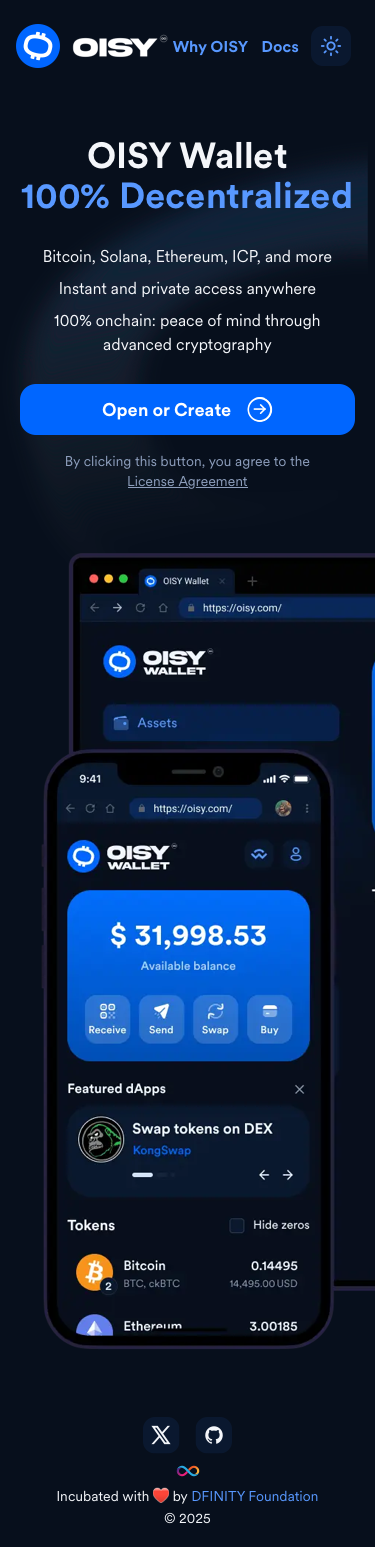 OISY Why OISY Docs
OISY Wallet
100% Decentralized
Bitcoin, Solana, Ethereum, ICP, and more
Instant and private access anywhere
100% onchain: peace of mind through
advanced cryptography
Open or Create
By clicking this button, you agree to the
License Agreement
OISY Wallet
https://oisy.com/
OISY
WALLET
Assets
9:41
https://oisy.com/
OISY
WALLET
$ 31,998.53
Available balance
Receive Send Swap Buy
Featured dApps
Swap tokens on DEX
KongSwap
Tokens Hide zeros
Bitcoin 0.14495
2 BTC, ckBTC 14,495.00 USD
Ethereum 3.00185
Incubated with ❤️ by DFINITY Foundation
© 2025